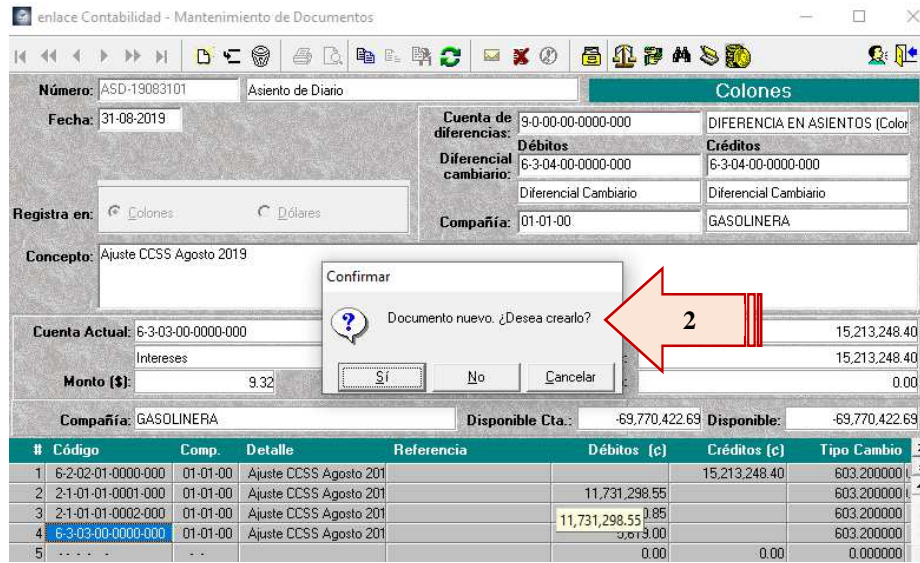 enlace Contabilidad - Mantenimiento de Documentos
Número: ASD-19083101 Asiento de Diario Colones
Fecha: 31-08-2019
Cuenta de diferencias: 9-0-00-00-0000-000 DIFERENCIA EN ASIENTOS (Color
Débitos Créditos
Diferencial cambiario: 6-3-04-00-0000-000 6-3-04-00-0000-000
Diferencial Cambiario Diferencial Cambiario
Registra en: Colones Dólares
Compañía: 01-01-00 GASOLINERA
Concepto: Ajuste CCSS Agosto 2019
Confirmar
Documento nuevo. ¿Desea crearlo?
Sí No Cancelar
2
Cuenta Actual: 6-3-03-00-0000-000 15,213,248.40
Intereses 15,213,248.40
Monto ($): 9.32 0.00
Compañía: GASOLINERA Disponible Cta.: -69,770,422.69 Disponible: -69,770,422.69
# Código Comp. Detalle Referencia Débitos (c) Créditos (c) Tipo Cambio
1 6-2-02-01-0000-000 01-01-00 Ajuste CCSS Agosto 201 15,213,248.40 603.200000
2 2-1-01-01-0001-000 01-01-00 Ajuste CCSS Agosto 201 11,731,298.55 603.200000
3 2-1-01-01-0002-000 01-01-00 Ajuste CCSS Agosto 201 0.85 603.200000
11,731,298.55
4 6-3-03-00-0000-000 01-01-00 Ajuste CCSS Agosto 201 5,619.00 603.200000
5 0.00 0.00 0.000000